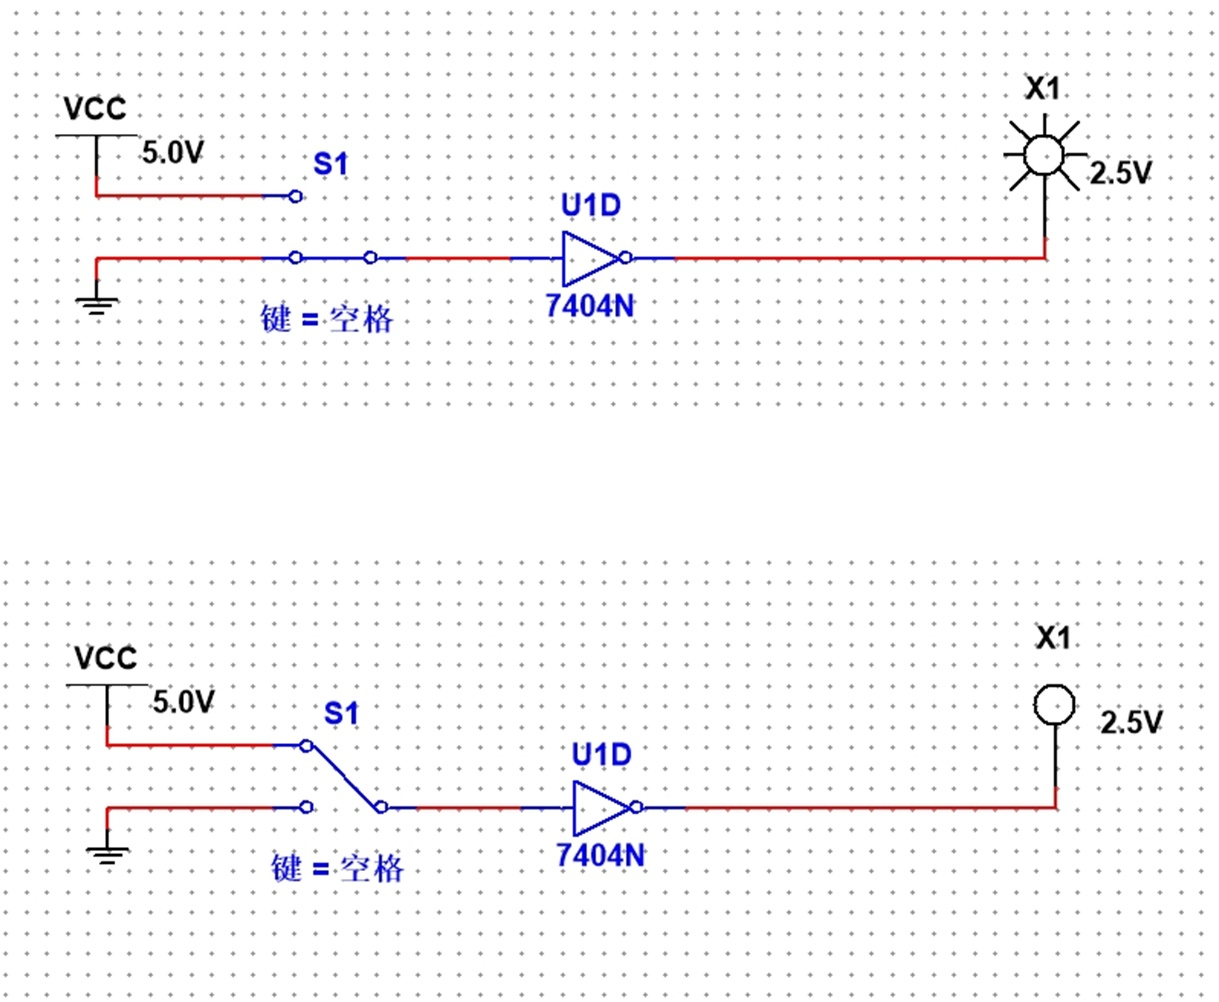 X1
VCC
5.0V
S1
2.5V
U1D
7404N
键 = 空格
X1
VCC
5.0V
S1
2.5V
U1D
7404N
键 = 空格